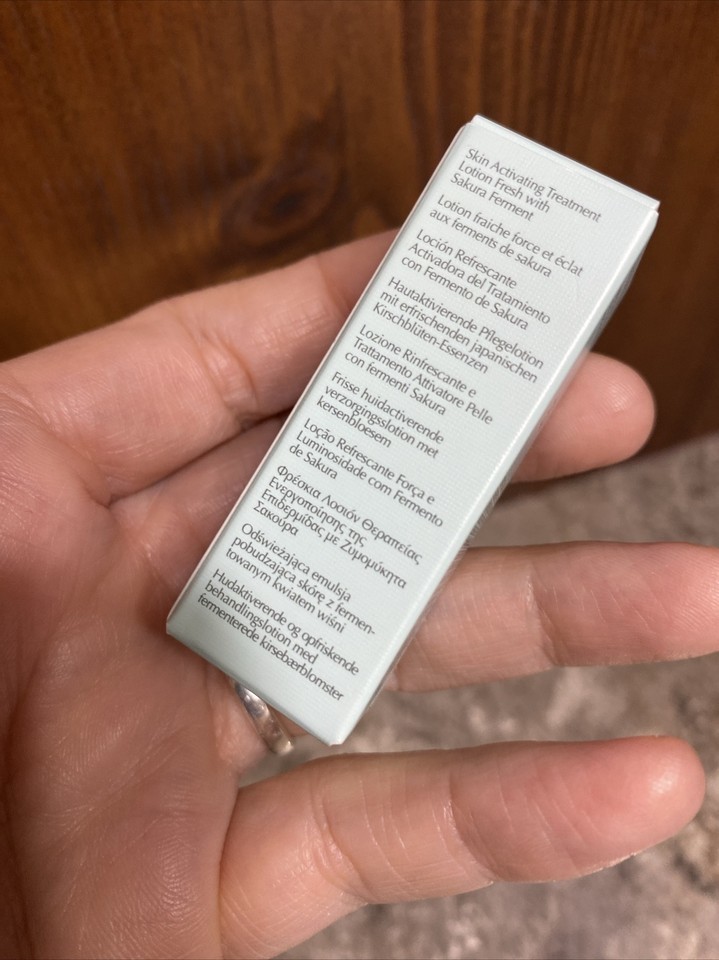 Skin Activating Treatment
Lotion Fresh with
Sakura Ferment
Lotion fraiche force et éclat
aux ferments de sakura
Loción Refrescante
Activadora del Tratamiento
con Fermento de Sakura
Hautaktivierende Pflegelotion
mit erfrischenden japanischen
Kirschblüten-Essenzen
Lozione Rinfrescante e
Trattamento Attivatore Pelle
con fermenti Sakura
Frisse huidactiverende
verzorgingsslotion met
kersenbloesem
Loção Refrescante Força e
Luminosidade com Fermento
de Sakura
Φρέσκια Λοσιόν Θεραπείας
Ενεργοποίησης της
Επιδερμίδας με Ζυμομύκητα
Σακούρα
Odświeżająca emulsja
pobudzająca skórę z fermen-
towanym kwiatem wiśni
Hudaktiverende og opfriskende
behandlingslotion med
fermenterede kirsebærblomster